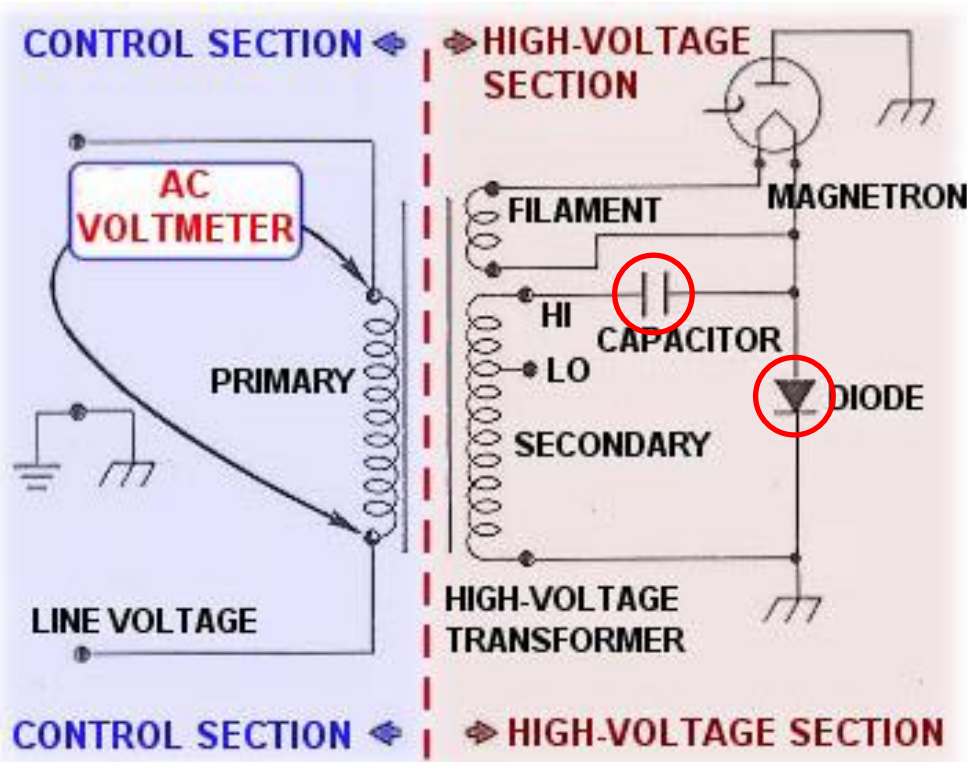 CONTROL SECTION
HIGH-VOLTAGE
SECTION
AC
VOLTMETER
FILAMENT
MAGNETRON
HI
CAPACITOR
LO
PRIMARY
DIODE
SECONDARY
HIGH-VOLTAGE
TRANSFORMER
LINE VOLTAGE
CONTROL SECTION
HIGH-VOLTAGE SECTION